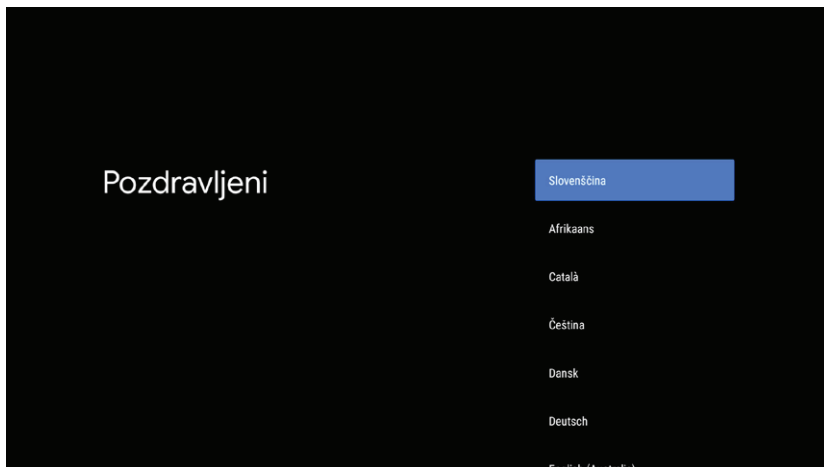 Pozdravljeni
Slovenščina
Afrikaans
Català
Čeština
Dansk
Deutsch